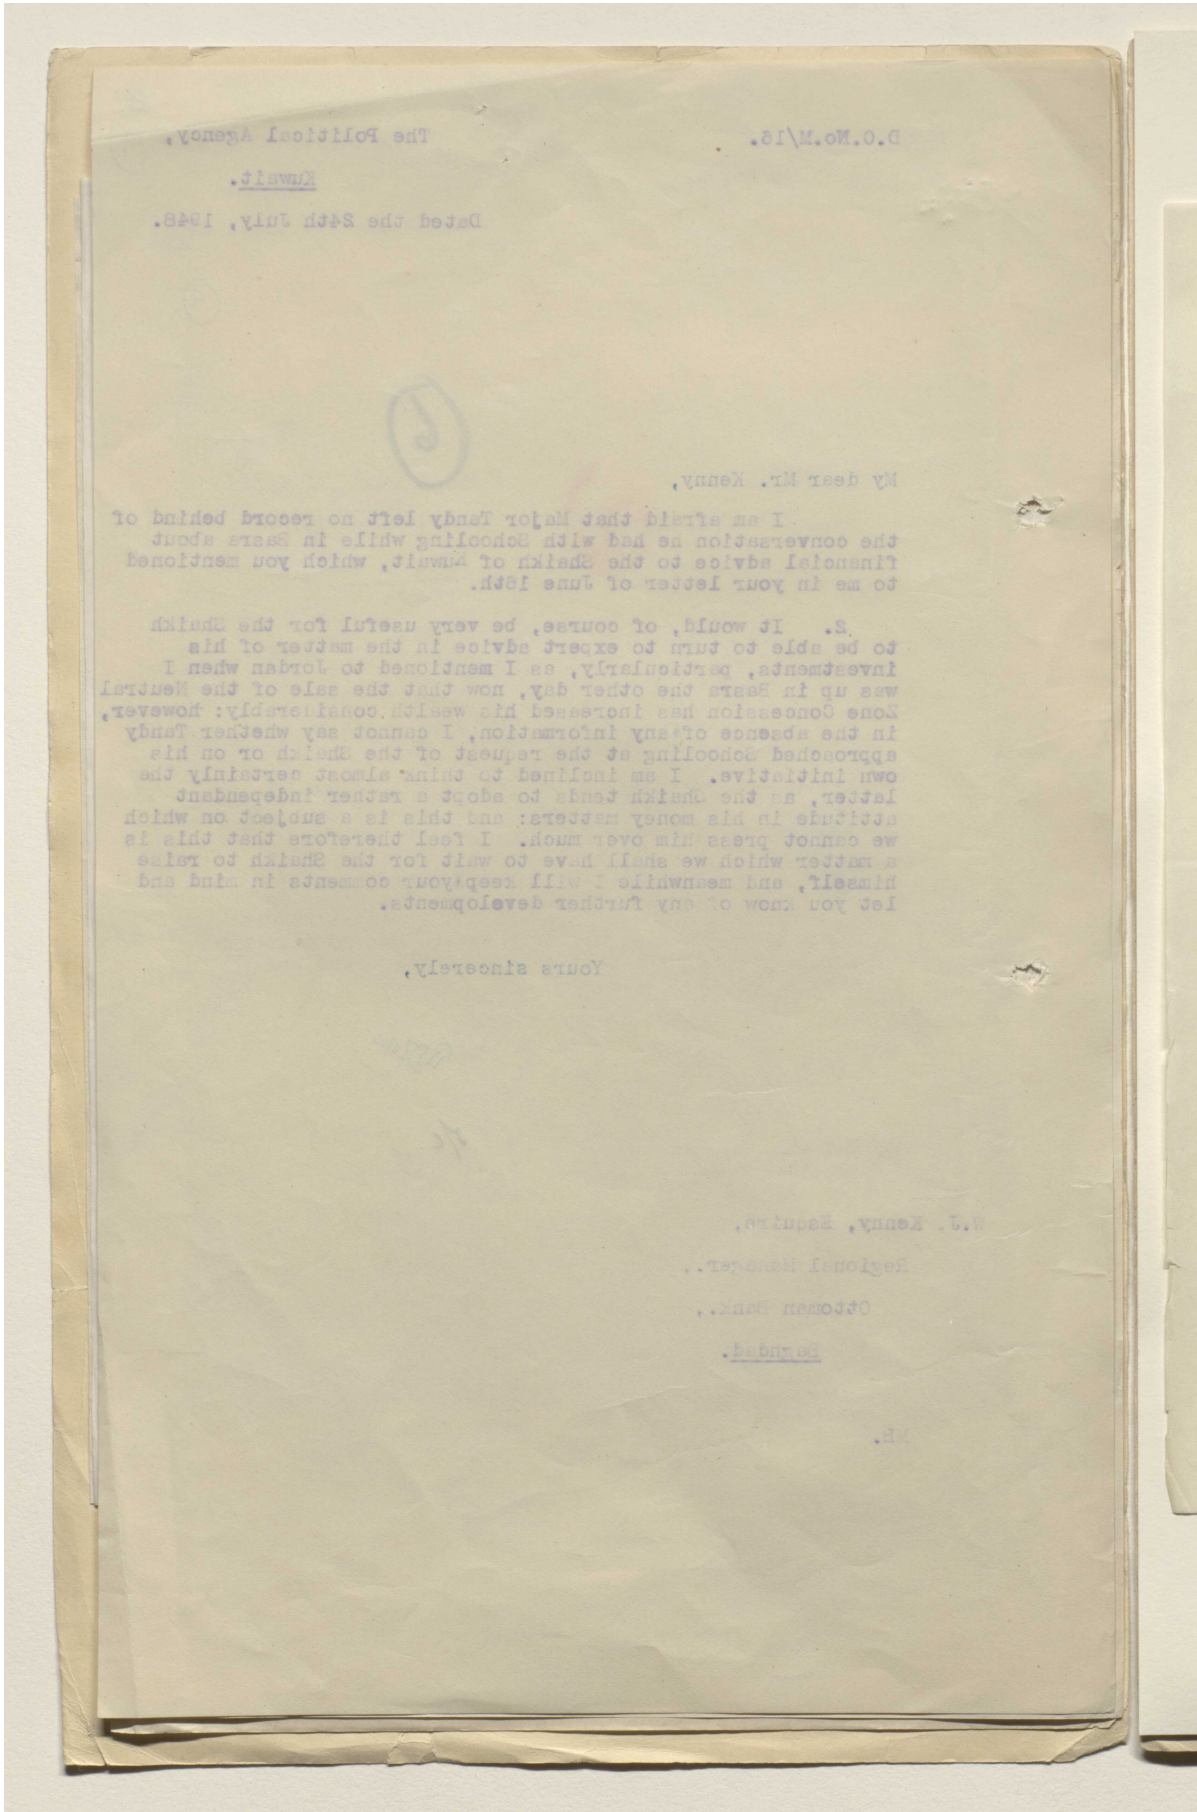 D.O.No.M/16.
The Political Agency,
Kuwait.
Dated the 24th July, 1948.
6
My dear Mr. Kenny,
I am afraid that Major Tandy left no record behind of
the conversation he had with Schooling while in Basra about
financial advice to the Shaikh of Kuwait, which you mentioned
to me in your letter of June 16th.
2. It would, of course, be very useful for the Shaikh
to be able to turn to expert advice in the matter of his
investments, particularly, as I mentioned to Jordan when I
was up in Basra the other day, now that the sale of the Neutral
Zone Concession has increased his wealth considerably: however,
in the absence of any information, I cannot say whether Tandy
approached Schooling at the request of the Shaikh or on his
own initiative. I am inclined to think almost certainly the
latter, as the Shaikh tends to adopt a rather independant
attitude in his money matters: and this is a subject on which
we cannot press him over much. I feel therefore that this is
a matter which we shall have to wait for the Shaikh to raise
himself, and meanwhile I will keep your comments in mind and
let you know of any further developments.
Yours sincerely,
W.J. Kenny, Esquire,
Regional Manager.,
Ottoman Bank.,
Baghdad.